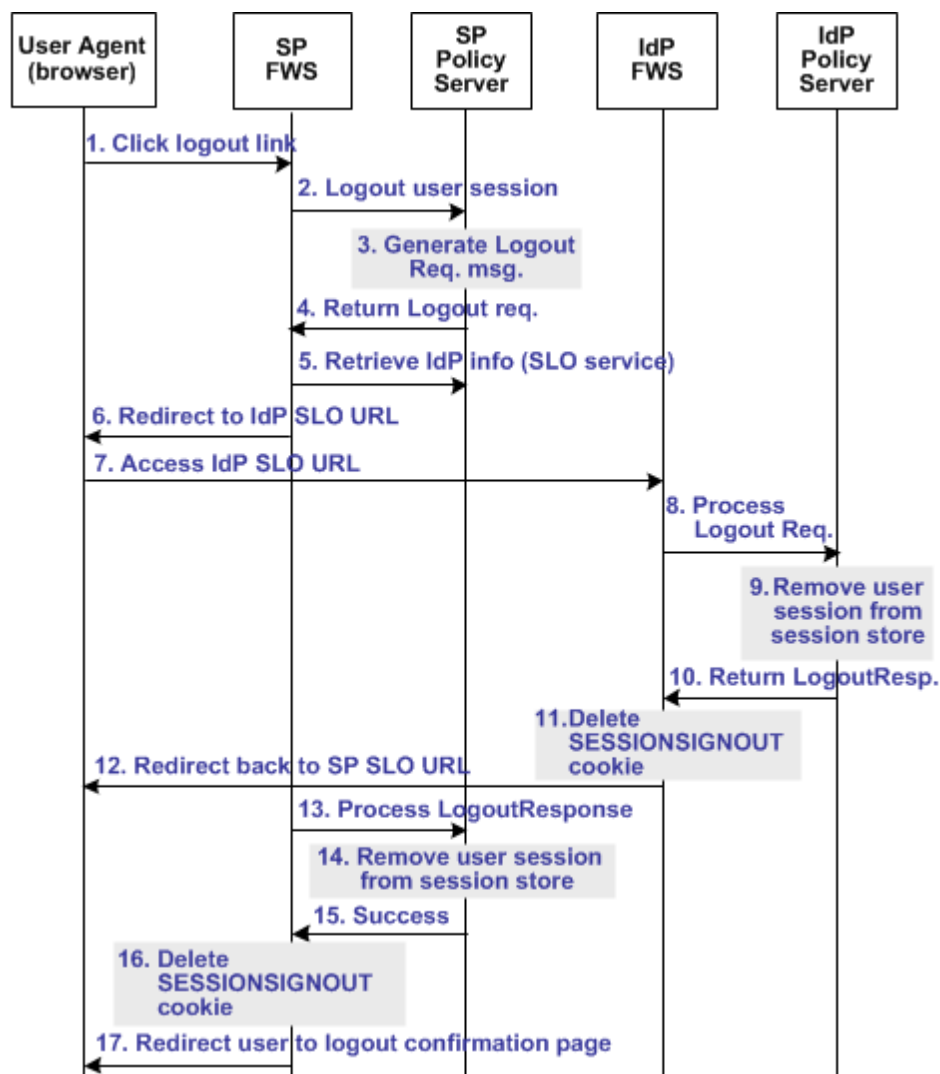 User Agent
(browser)
SP
FWS
SP
Policy
Server
IdP
FWS
IdP
Policy
Server
1. Click logout link
2. Logout user session
3. Generate Logout
Req. msg.
4. Return Logout req.
5. Retrieve IdP info (SLO service)
6. Redirect to IdP SLO URL
7. Access IdP SLO URL
8. Process
Logout Req.
9. Remove user
session from
session store
10. Return LogoutResp.
11.Delete
SESSIONSIGNOUT
cookie
12. Redirect back to SP SLO URL
13. Process LogoutResponse
14. Remove user session
from session store
15. Success
16. Delete
SESSIONSIGNOUT
cookie
17. Redirect user to logout confirmation page